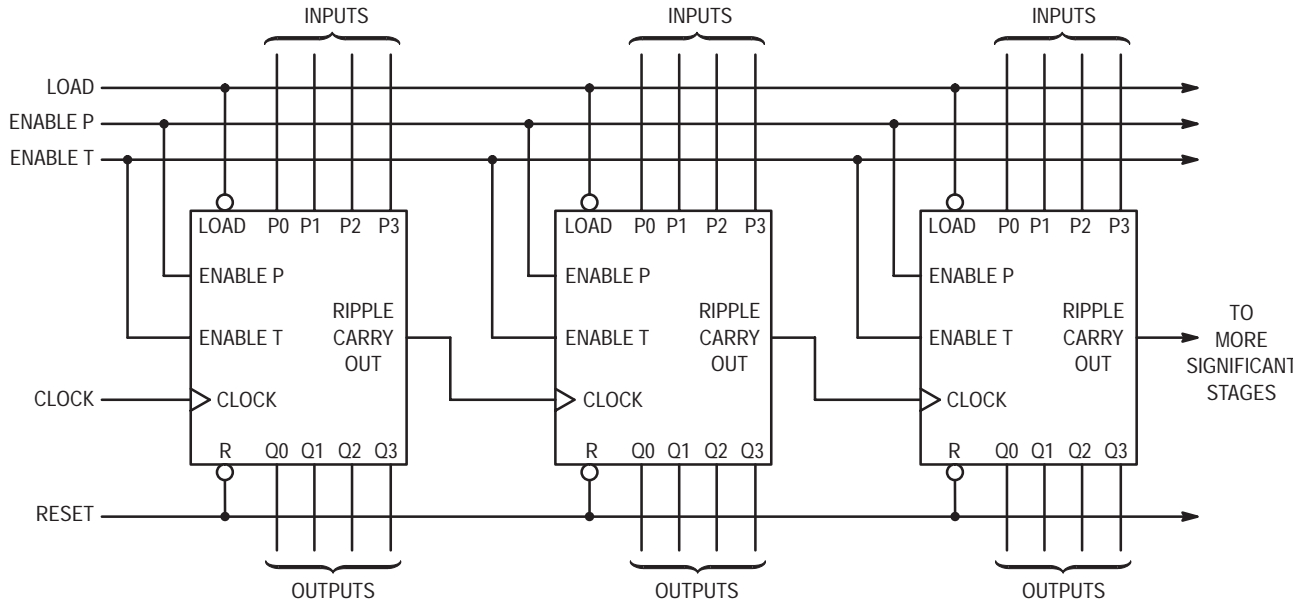 INPUTS INPUTS INPUTS
LOAD
ENABLE P
ENABLE T
LOAD P0 P1 P2 P3 LOAD P0 P1 P2 P3 LOAD P0 P1 P2 P3
ENABLE P ENABLE P ENABLE P
RIPPLE RIPPLE RIPPLE TO
ENABLE T CARRY ENABLE T CARRY ENABLE T CARRY MORE
OUT OUT OUT SIGNIFICANT
CLOCK CLOCK CLOCK CLOCK STAGES
R Q0 Q1 Q2 Q3 R Q0 Q1 Q2 Q3 R Q0 Q1 Q2 Q3
RESET
OUTPUTS OUTPUTS OUTPUTS